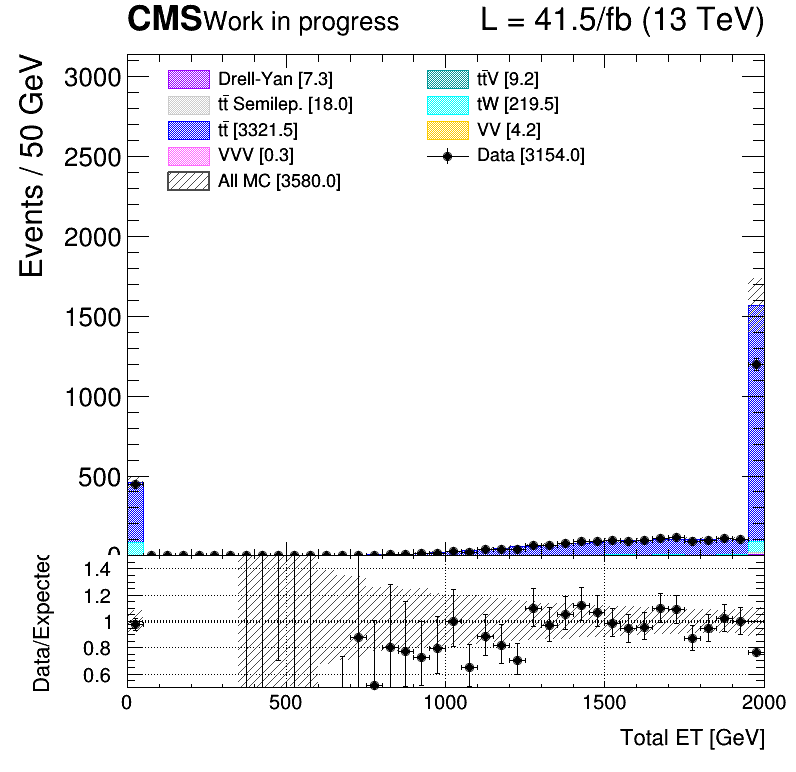 CMS Work in progress L = 41.5/fb (13 TeV)
Events / 50 GeV
3000
2500
2000
1500
1000
500
0
Drell-Yan [7.3]
tt̄ Semilep. [18.0]
tt̄ [3321.5]
VVV [0.3]
All MC [3580.0]
tt̄V [9.2]
tW [219.5]
VV [4.2]
Data [3154.0]
Data/Expected
1.4
1.2
1
0.8
0.6
0 500 1000 1500 2000
Total ET [GeV]